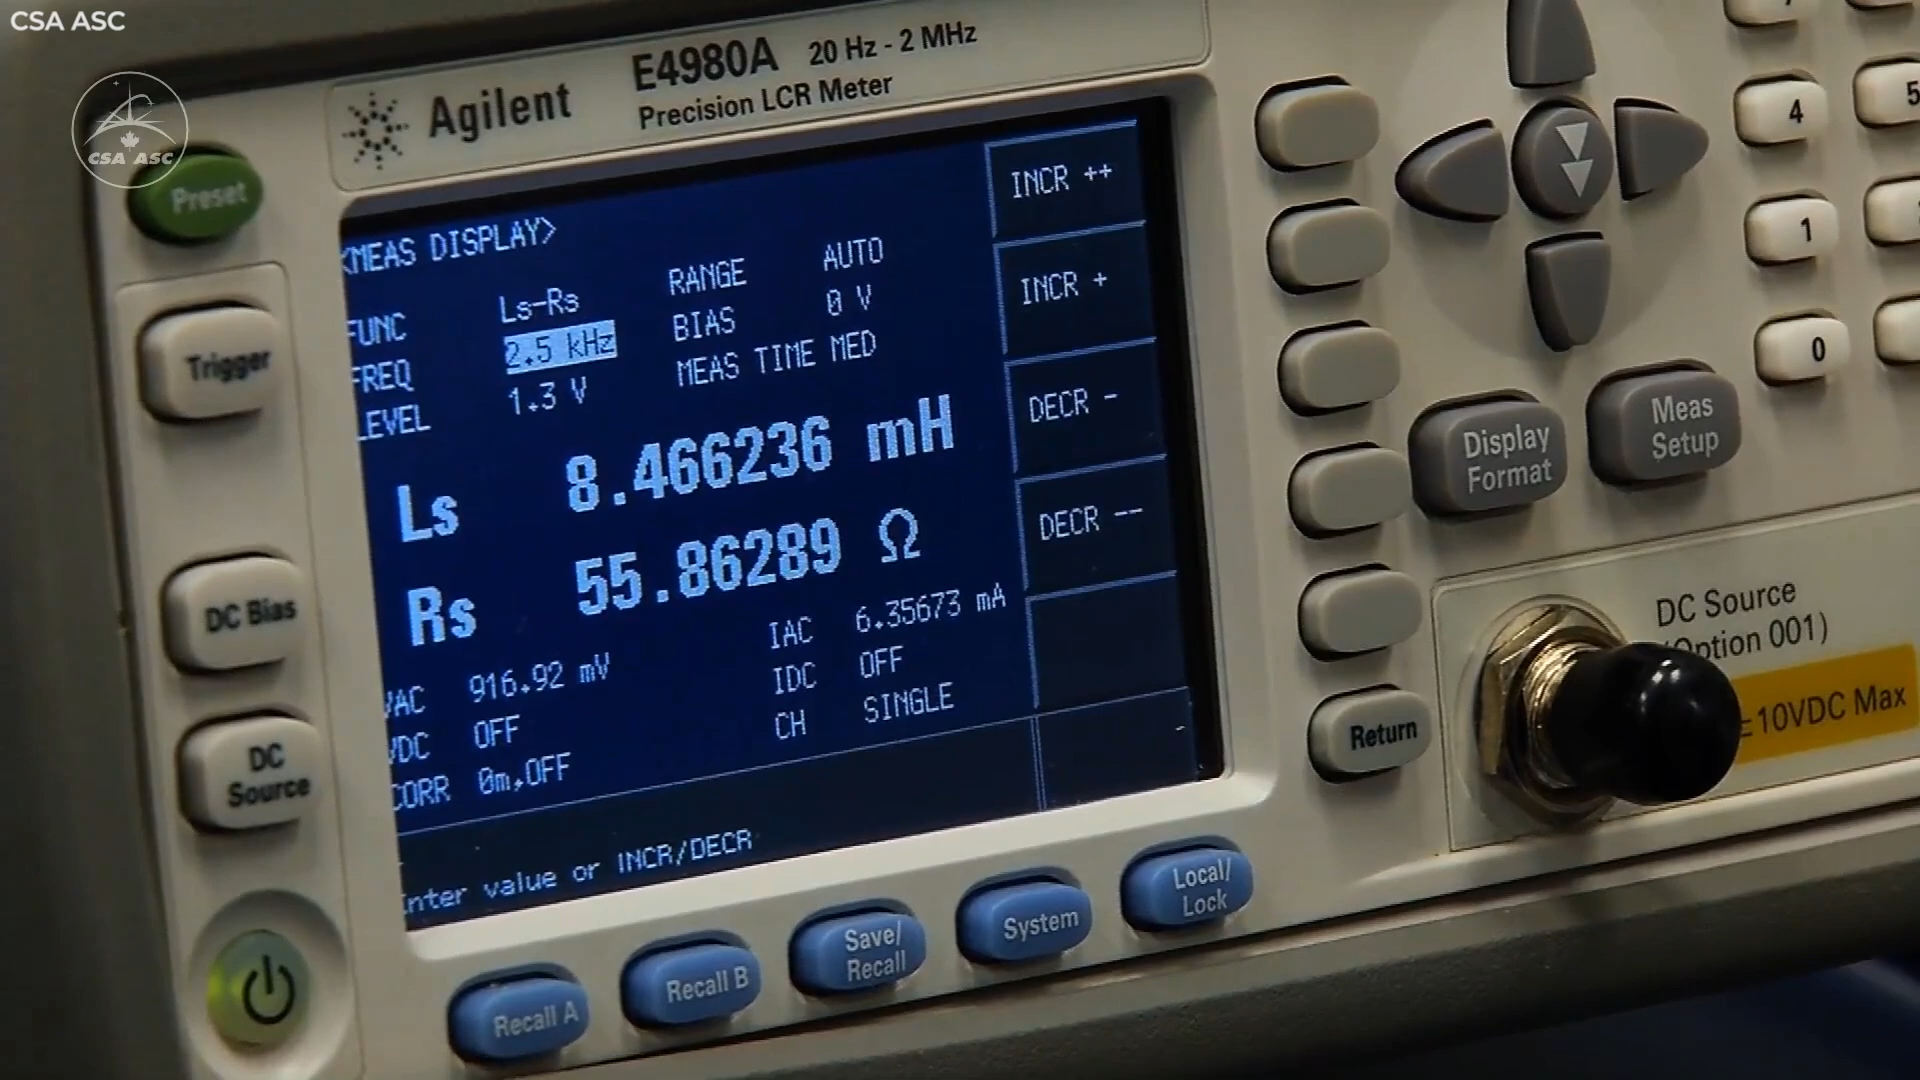 CSA ASC
CSA ASC
Agilent
E4980A 20 Hz - 2 MHz
Precision LCR Meter
Preset
Trigger
DC Bias
DC Source
<MEAS DISPLAY>
FUNC Ls-Rs RANGE AUTO
FREQ 2.5 kHz BIAS 0 V
LEVEL 1.3 V MEAS TIME MED
Ls 8.466236 mH
Rs 55.86289 Ω
VAC 916.92 mV IAC 6.35673 mA
VDC OFF IDC OFF
CORR 0m,OFF CH SINGLE
Enter value or INCR/DECR
INCR ++
INCR +
DECR -
DECR --
Recall A
Recall B
Save/
Recall
System
Local/
Lock
Return
4 5
1
0
Display
Format
Meas
Setup
DC Source
(Option 001)
±10VDC Max